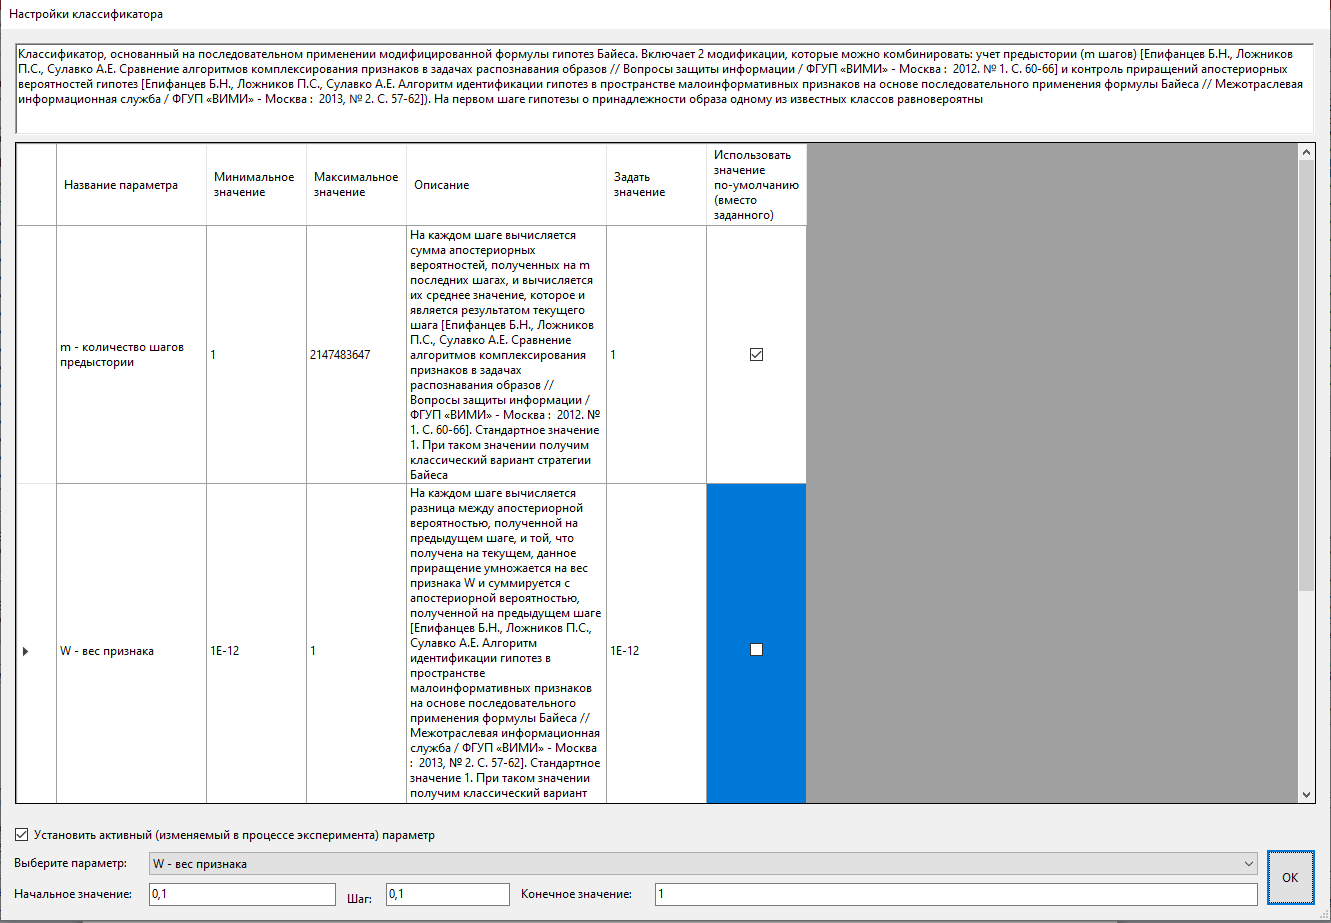 Настройки классификатора
Классификатор, основанный на последовательном применении модифицированной формулы гипотез Байеса. Включает 2 модификации, которые можно комбинировать: учет предыстории (m шагов) [Епифанцев Б.Н., Ложников
П.С., Сулавко А.Е. Сравнение алгоритмов комплексирования признаков в задачах распознавания образов // Вопросы защиты информации / ФГУП «ВИМИ» - Москва :  2012. № 1. С. 60-66] и контроль приращений апостериорных
вероятностей гипотез [Епифанцев Б.Н., Ложников П.С., Сулавко А.Е. Алгоритм идентификации гипотез в пространстве малоинформативных признаков на основе последовательного применения формулы Байеса // Межотраслевая
информационная служба / ФГУП «ВИМИ» - Москва :  2013, № 2. С. 57-62]). На первом шаге гипотезы о принадлежности образа одному из известных классов равновероятны
Название параметра
Минимальное
значение
Максимальное
значение
Описание
Задать
значение
Использовать
значение
по-умолчанию
(вместо
заданного)
m - количество шагов
предыстории
1
2147483647
На каждом шаге вычисляется
сумма апостериорных
вероятностей, полученных на m
последних шагах, и вычисляется
их среднее значение, которое и
является результатом текущего
шага [Епифанцев Б.Н., Ложников
П.С., Сулавко А.Е. Сравнение
алгоритмов комплексирования
признаков в задачах
распознавания образов //
Вопросы защиты информации /
ФГУП «ВИМИ» - Москва :  2012. №
1. С. 60-66]. Стандартное значение
1. При таком значении получим
классический вариант стратегии
Байеса
1
W - вес признака
1E-12
1
На каждом шаге вычисляется
разница между апостериорной
вероятностью, полученной на
предыдущем шаге, и той, что
получена на текущем, данное
приращение умножается на вес
признака W и суммируется с
апостериорной вероятностью,
полученной на предыдущем шаге
[Епифанцев Б.Н., Ложников П.С.,
Сулавко А.Е. Алгоритм
идентификации гипотез в
пространстве
малоинформативных признаков
на основе последовательного
применения формулы Байеса //
Межотраслевая информационная
служба / ФГУП «ВИМИ» - Москва
:  2013, № 2. С. 57-62]. Стандартное
значение 1. При таком значении
получим классический вариант
1E-12
Установить активный (изменяемый в процессе эксперимента) параметр
Выберите параметр:
W - вес признака
Начальное значение:
0,1
Шаг:
0,1
Конечное значение:
1
ОК